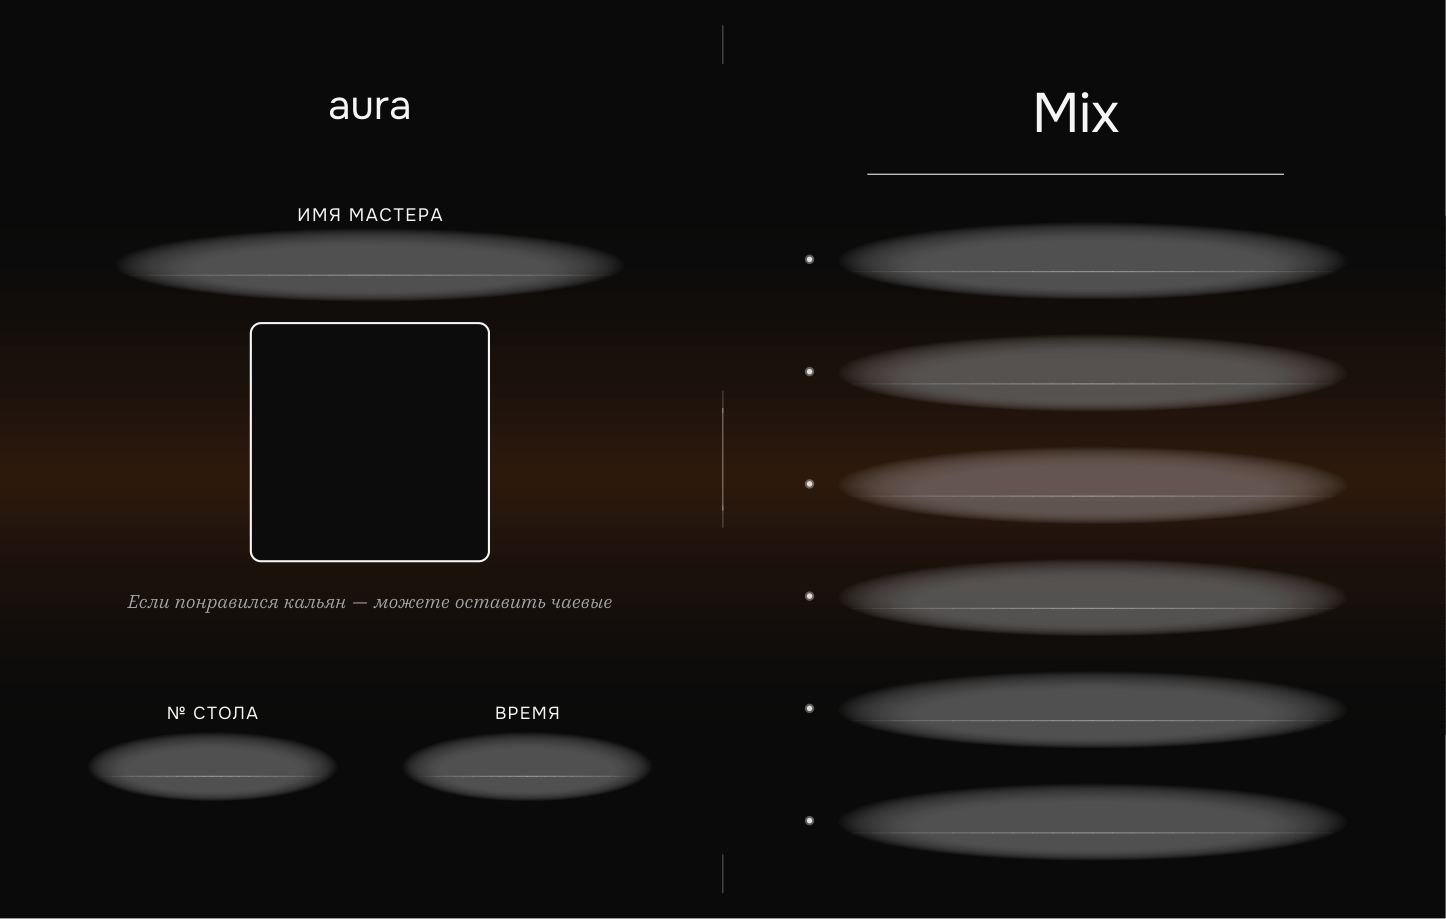 aura
ИМЯ МАСТЕРА
Если понравился кальян — можете оставить чаевые
№ СТОЛА
ВРЕМЯ
Mix